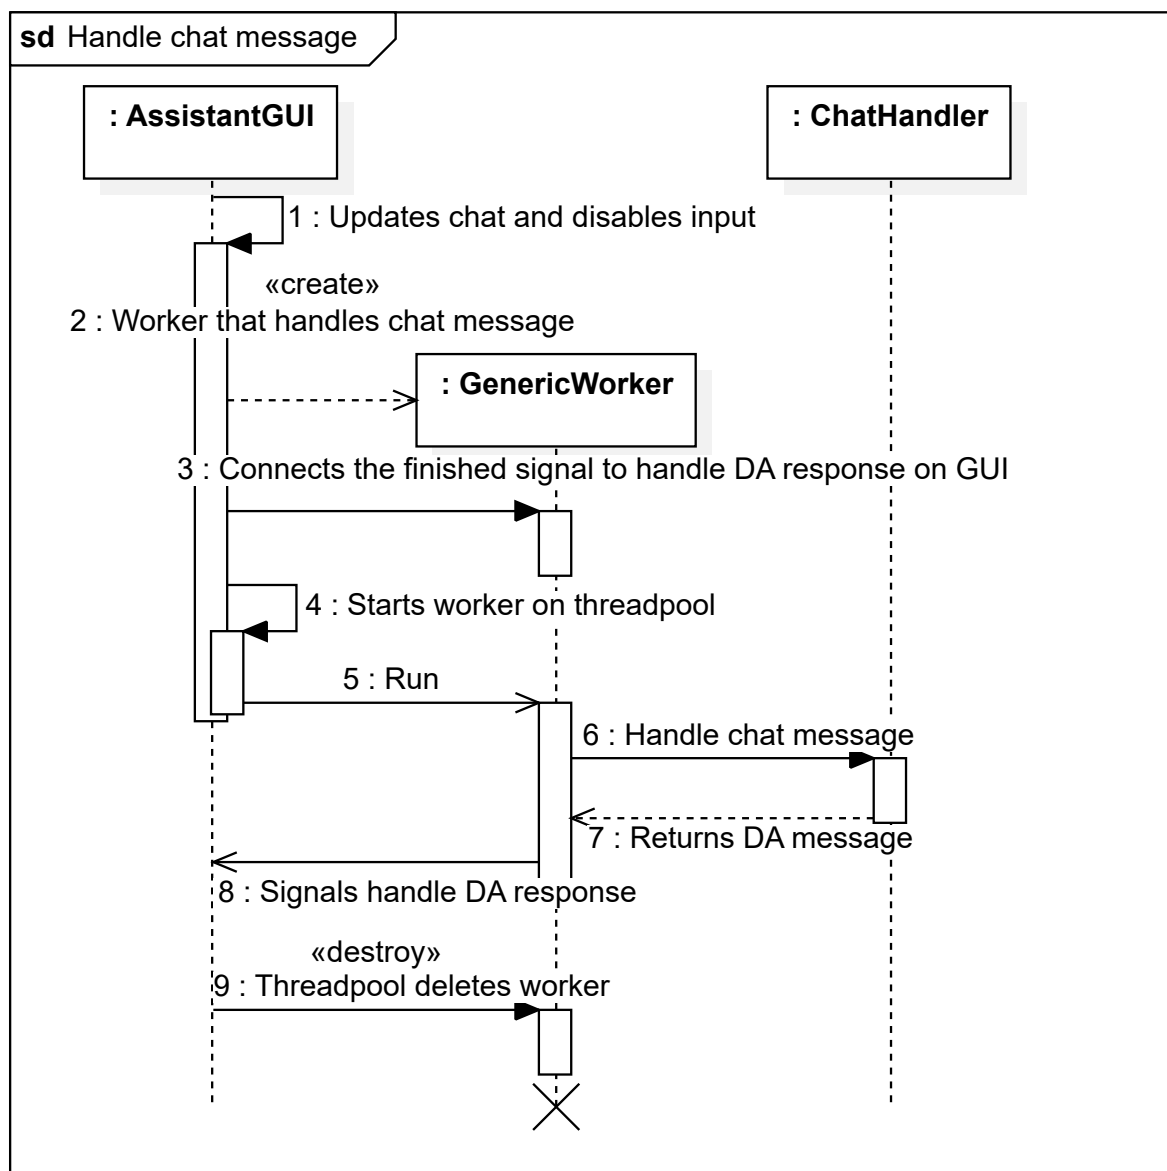 sd Handle chat message
: AssistantGUI
: ChatHandler
1 : Updates chat and disables input
«create»
2 : Worker that handles chat message
: GenericWorker
3 : Connects the finished signal to handle DA response on GUI
4 : Starts worker on threadpool
5 : Run
6 : Handle chat message
7 : Returns DA message
8 : Signals handle DA response
«destroy»
9 : Threadpool deletes worker